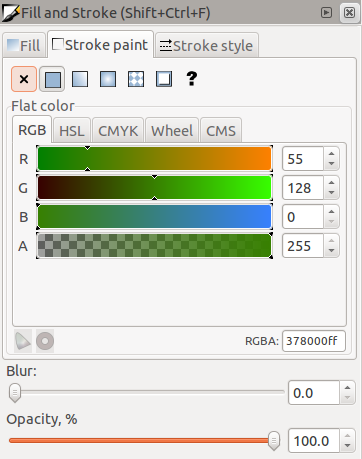 Fill and Stroke (Shift+Ctrl+F)
Fill Stroke paint Stroke style
?
Flat color
RGB HSL CMYK Wheel CMS
R 55
G 128
B 0
A 255
RGBA: 378000ff
Blur:
0.0
Opacity, %
100.0